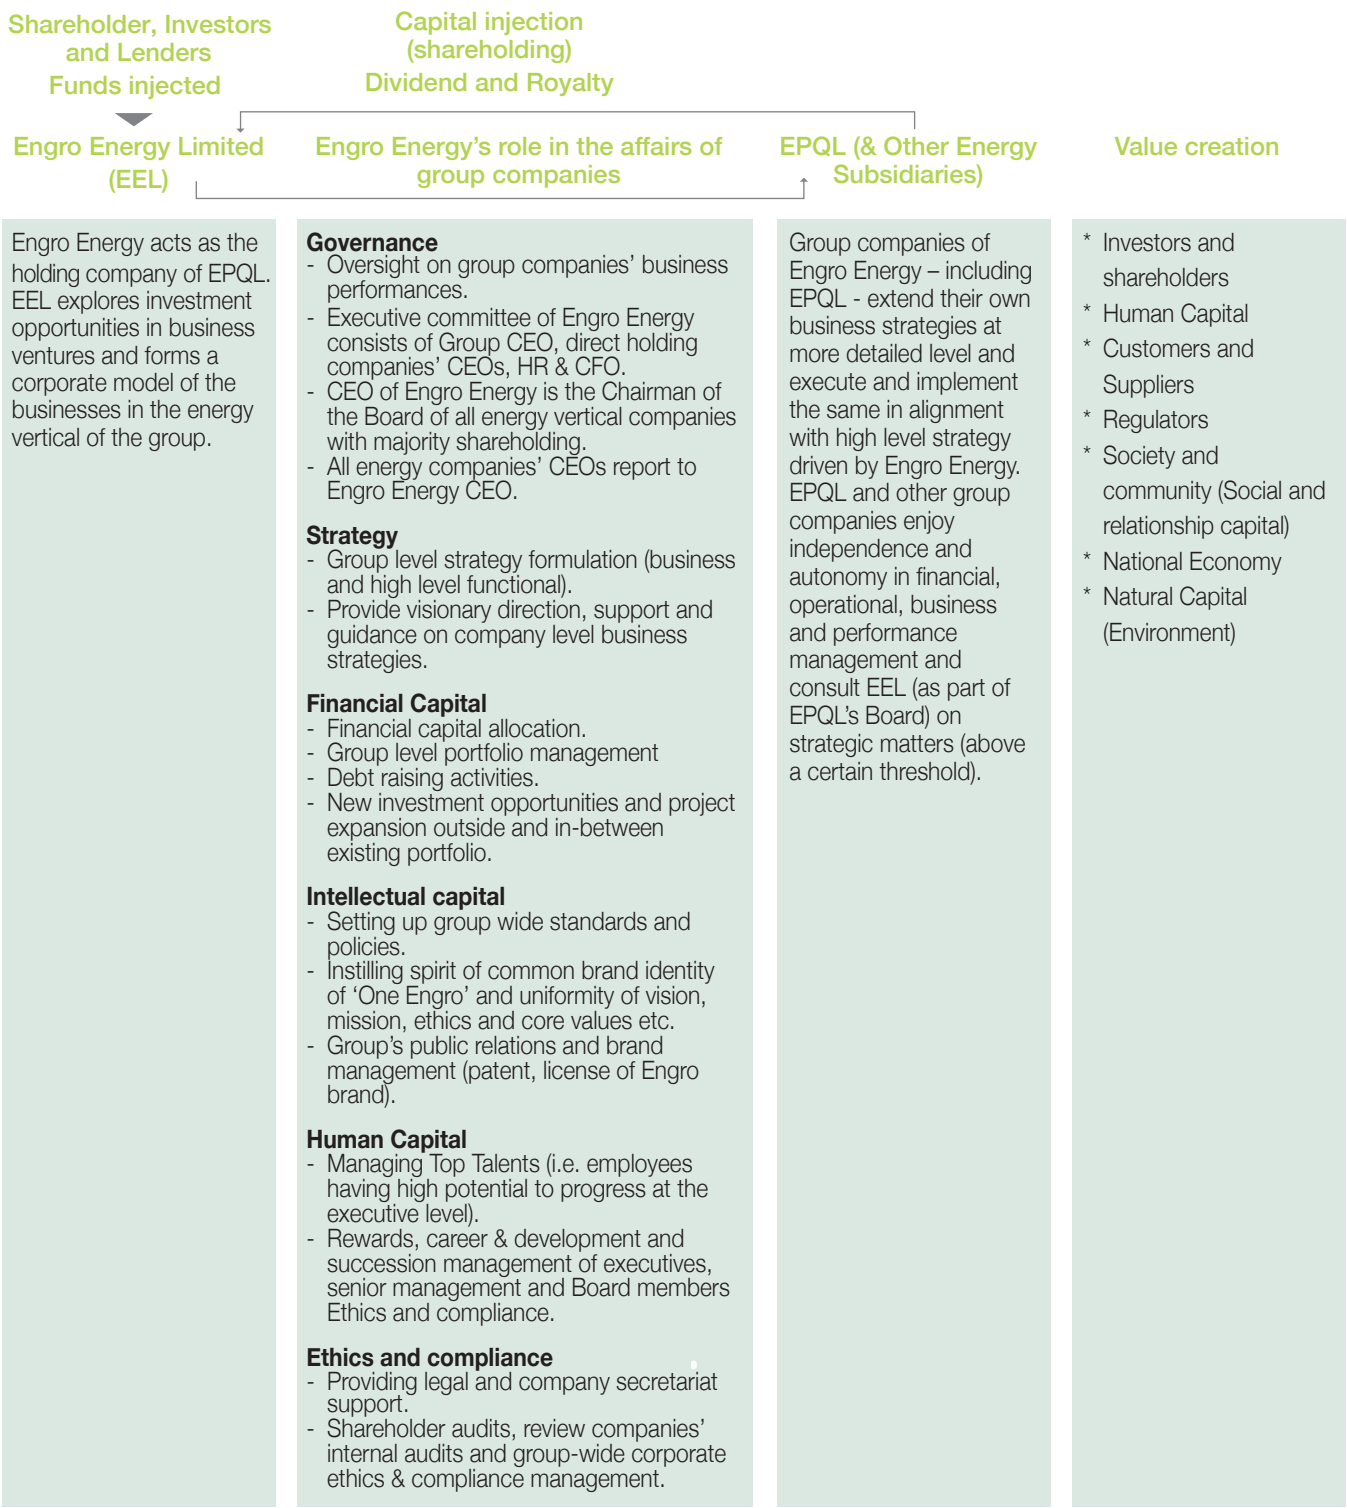 Shareholder, Investors
and Lenders
Funds injected
Capital injection
(shareholding)
Dividend and Royalty
Engro Energy Limited
(EEL)
Engro Energy’s role in the affairs of
group companies
EPQL (& Other Energy
Subsidiaries)
Value creation
Engro Energy acts as the
holding company of EPQL.
EEL explores investment
opportunities in business
ventures and forms a
corporate model of the
businesses in the energy
vertical of the group.
Governance
- Oversight on group companies’ business
performances.
- Executive committee of Engro Energy
consists of Group CEO, direct holding
companies’ CEOs, HR & CFO.
- CEO of Engro Energy is the Chairman of
the Board of all energy vertical companies
with majority shareholding.
- All energy companies’ CEOs report to
Engro Energy CEO.
Strategy
- Group level strategy formulation (business
and high level functional).
- Provide visionary direction, support and
guidance on company level business
strategies.
Financial Capital
- Financial capital allocation.
- Group level portfolio management
- Debt raising activities.
- New investment opportunities and project
expansion outside and in-between
existing portfolio.
Intellectual capital
- Setting up group wide standards and
policies.
- Instilling spirit of common brand identity
of ‘One Engro’ and uniformity of vision,
mission, ethics and core values etc.
- Group’s public relations and brand
management (patent, license of Engro
brand).
Human Capital
- Managing Top Talents (i.e. employees
having high potential to progress at the
executive level).
- Rewards, career & development and
succession management of executives,
senior management and Board members
Ethics and compliance.
Ethics and compliance
- Providing legal and company secretariat
support.
- Shareholder audits, review companies’
internal audits and group-wide corporate
ethics & compliance management.
Group companies of
Engro Energy – including
EPQL - extend their own
business strategies at
more detailed level and
execute and implement
the same in alignment
with high level strategy
driven by Engro Energy.
EPQL and other group
companies enjoy
independence and
autonomy in financial,
operational, business
and performance
management and
consult EEL (as part of
EPQL’s Board) on
strategic matters (above
a certain threshold).
* Investors and
shareholders
* Human Capital
* Customers and
Suppliers
* Regulators
* Society and
community (Social and
relationship capital)
* National Economy
* Natural Capital
(Environment)